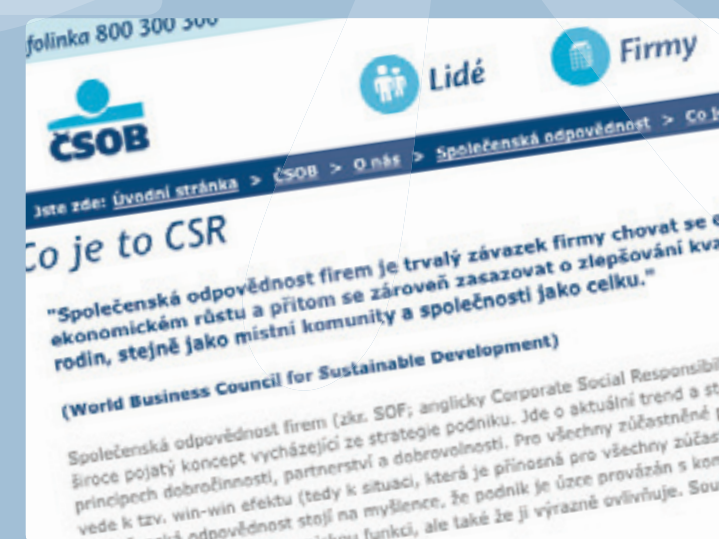 folinka 800 300 300
ČSOB
Lidé
Firmy
Jste zde: Úvodní stránka > ČSOB > O nás > Společenská odpovědnost > Co
Co je to CSR
"Společenská odpovědnost firem je trvalý závazek firmy chovat se
ekonomickém růstu a přitom se zároveň zasazovat o zlepšování
rodin, stejně jako místní komunity a společnosti jako celku."
(World Business Council for Sustainable Development)
Společenská odpovědnost firem (zkr. SOF; anglicky Corporate Social Responsibil
široce pojatý koncept vycházející ze strategie podniku. Jde o aktuální trend a st
principech dobročinnosti, partnerství a dobrovolnosti. Pro všechny zúčastněné
vede k tzv. win-win efektu (tedy k situaci, která je přínosná pro všechny zúčas
odpovědnost stojí na myšlence, že podnik je úzce provázán s kom
funkci, ale také že ji výrazně ovlivňuje. Sou